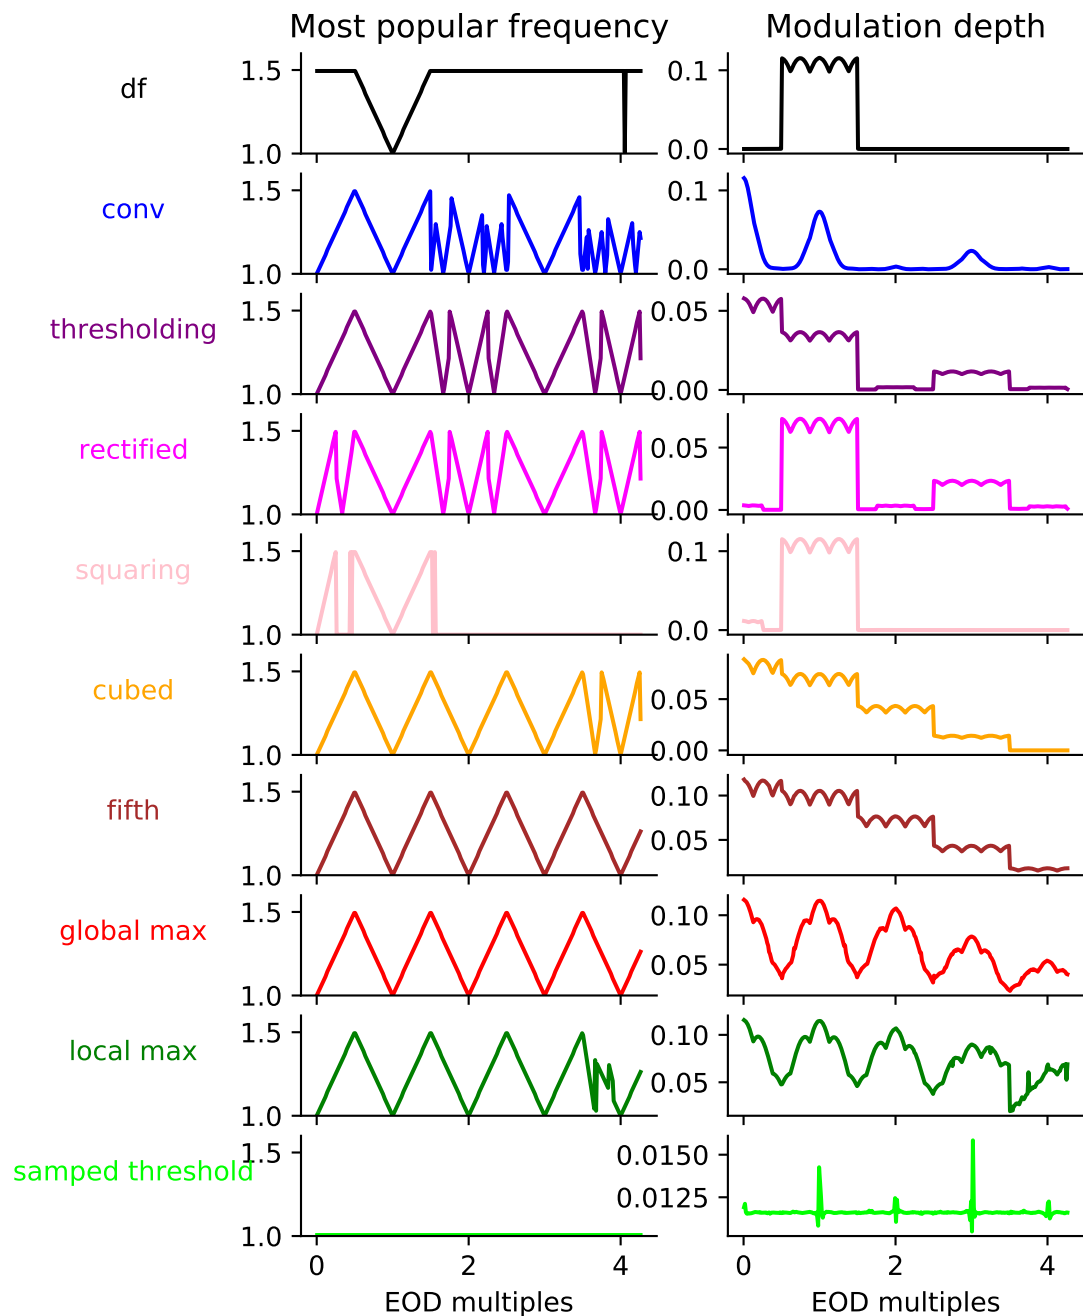 Most popular frequency Modulation depth
df 1.5 1.0 0.1 0.0
conv 1.5 1.0 0.1 0.0
thresholding 1.5 1.0 0.05 0.00
rectified 1.5 1.0 0.05 0.00
squaring 1.5 1.0 0.1 0.0
cubed 1.5 1.0 0.05 0.00
fifth 1.5 1.0 0.10 0.05
global max 1.5 1.0 0.10 0.05
local max 1.5 1.0 0.10 0.05
samped threshold 1.5 1.0 0.0150 0.0125
0 2 4 0 2 4
EOD multiples EOD multiples